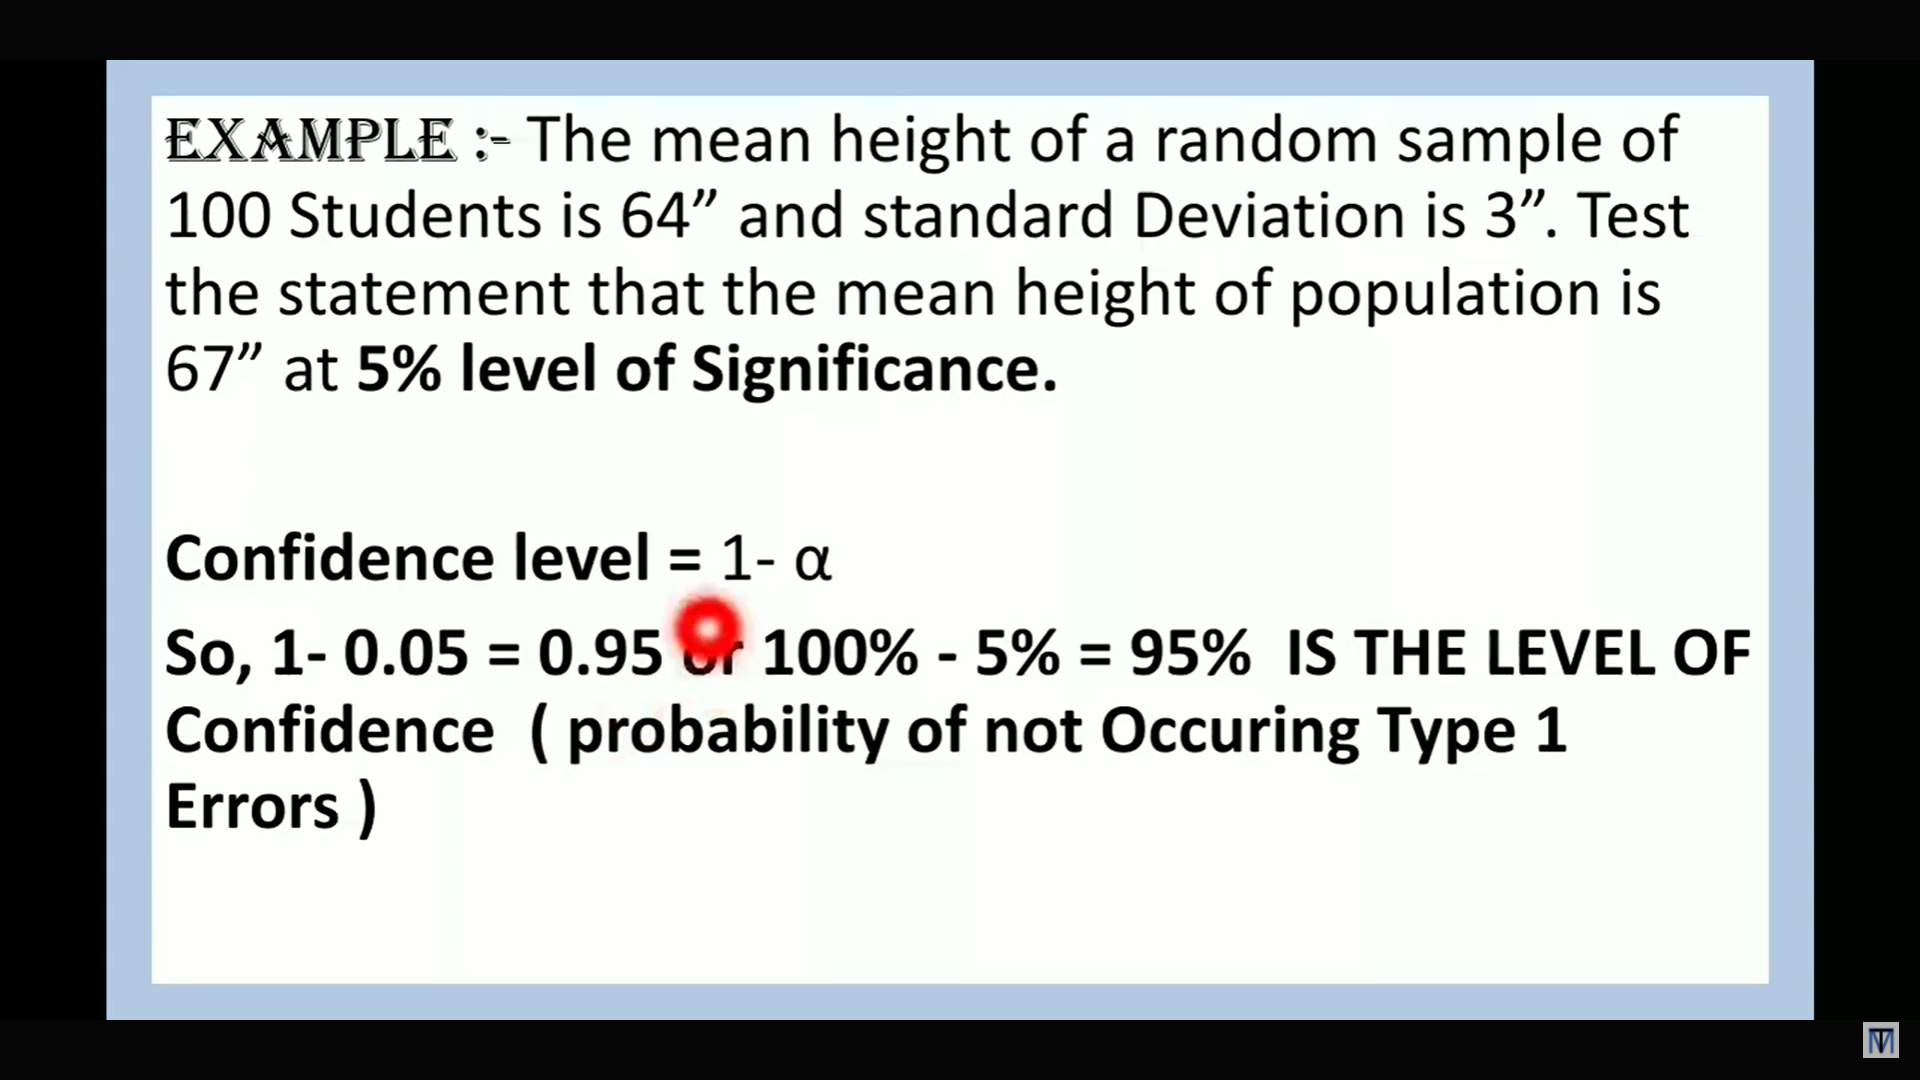 EXAMPLE :- The mean height of a random sample of
100 Students is 64” and standard Deviation is 3”. Test
the statement that the mean height of population is
67” at 5% level of Significance.
Confidence level = 1- α
So, 1- 0.05 = 0.95 or 100% - 5% = 95% IS THE LEVEL OF
Confidence ( probability of not Occuring Type 1
Errors )